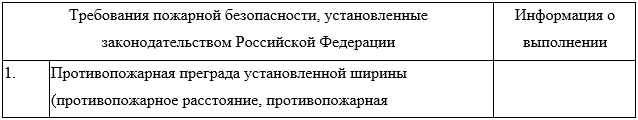 Требования пожарной безопасности, установленные
законодательством Российской Федерации
Информация о
выполнении
1. Противопожарная преграда установленной ширины
(противопожарное расстояние, противопожарная